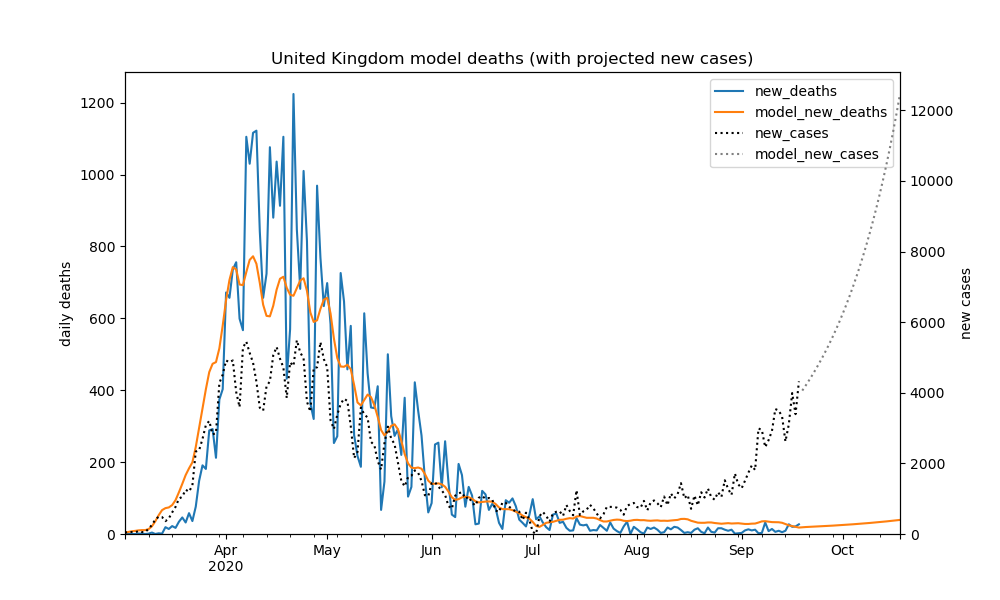 United Kingdom model deaths (with projected new cases)
new_deaths
model_new_deaths
new_cases
model_new_cases
daily deaths
1200
1000
800
600
400
200
0
new cases
12000
10000
8000
6000
4000
2000
0
Apr
2020
May
Jun
Jul
Aug
Sep
Oct